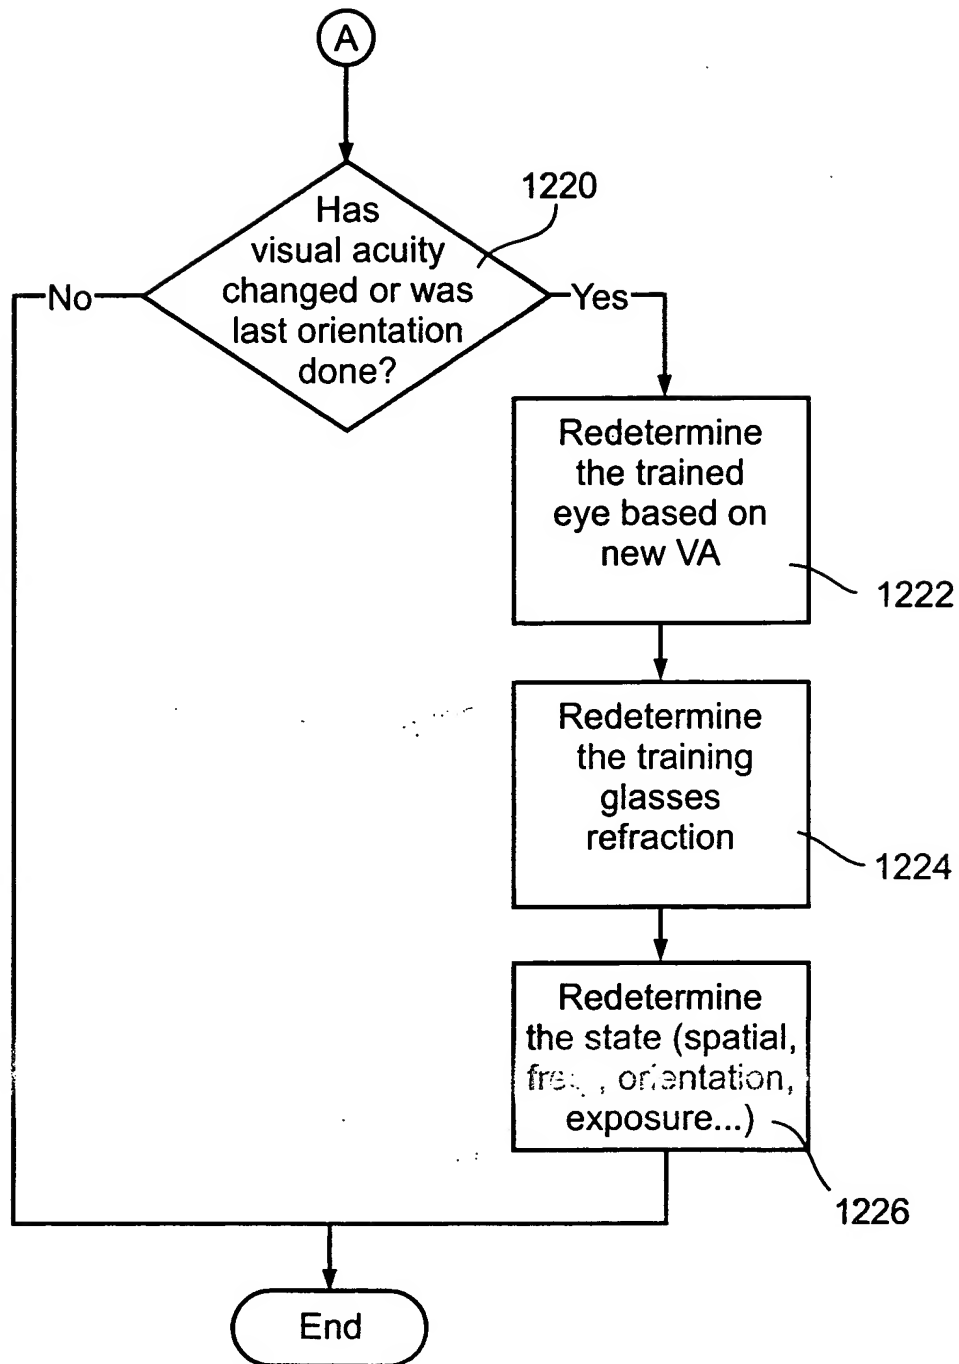 A
1220
Has
visual acuity
changed or was
last orientation
done?
No
Yes
Redetermine
the trained
eye based on
new VA
1222
Redetermine
the training
glasses
refraction
1224
Redetermine
the state (spatial,
orientation,
exposure...)
1226
End